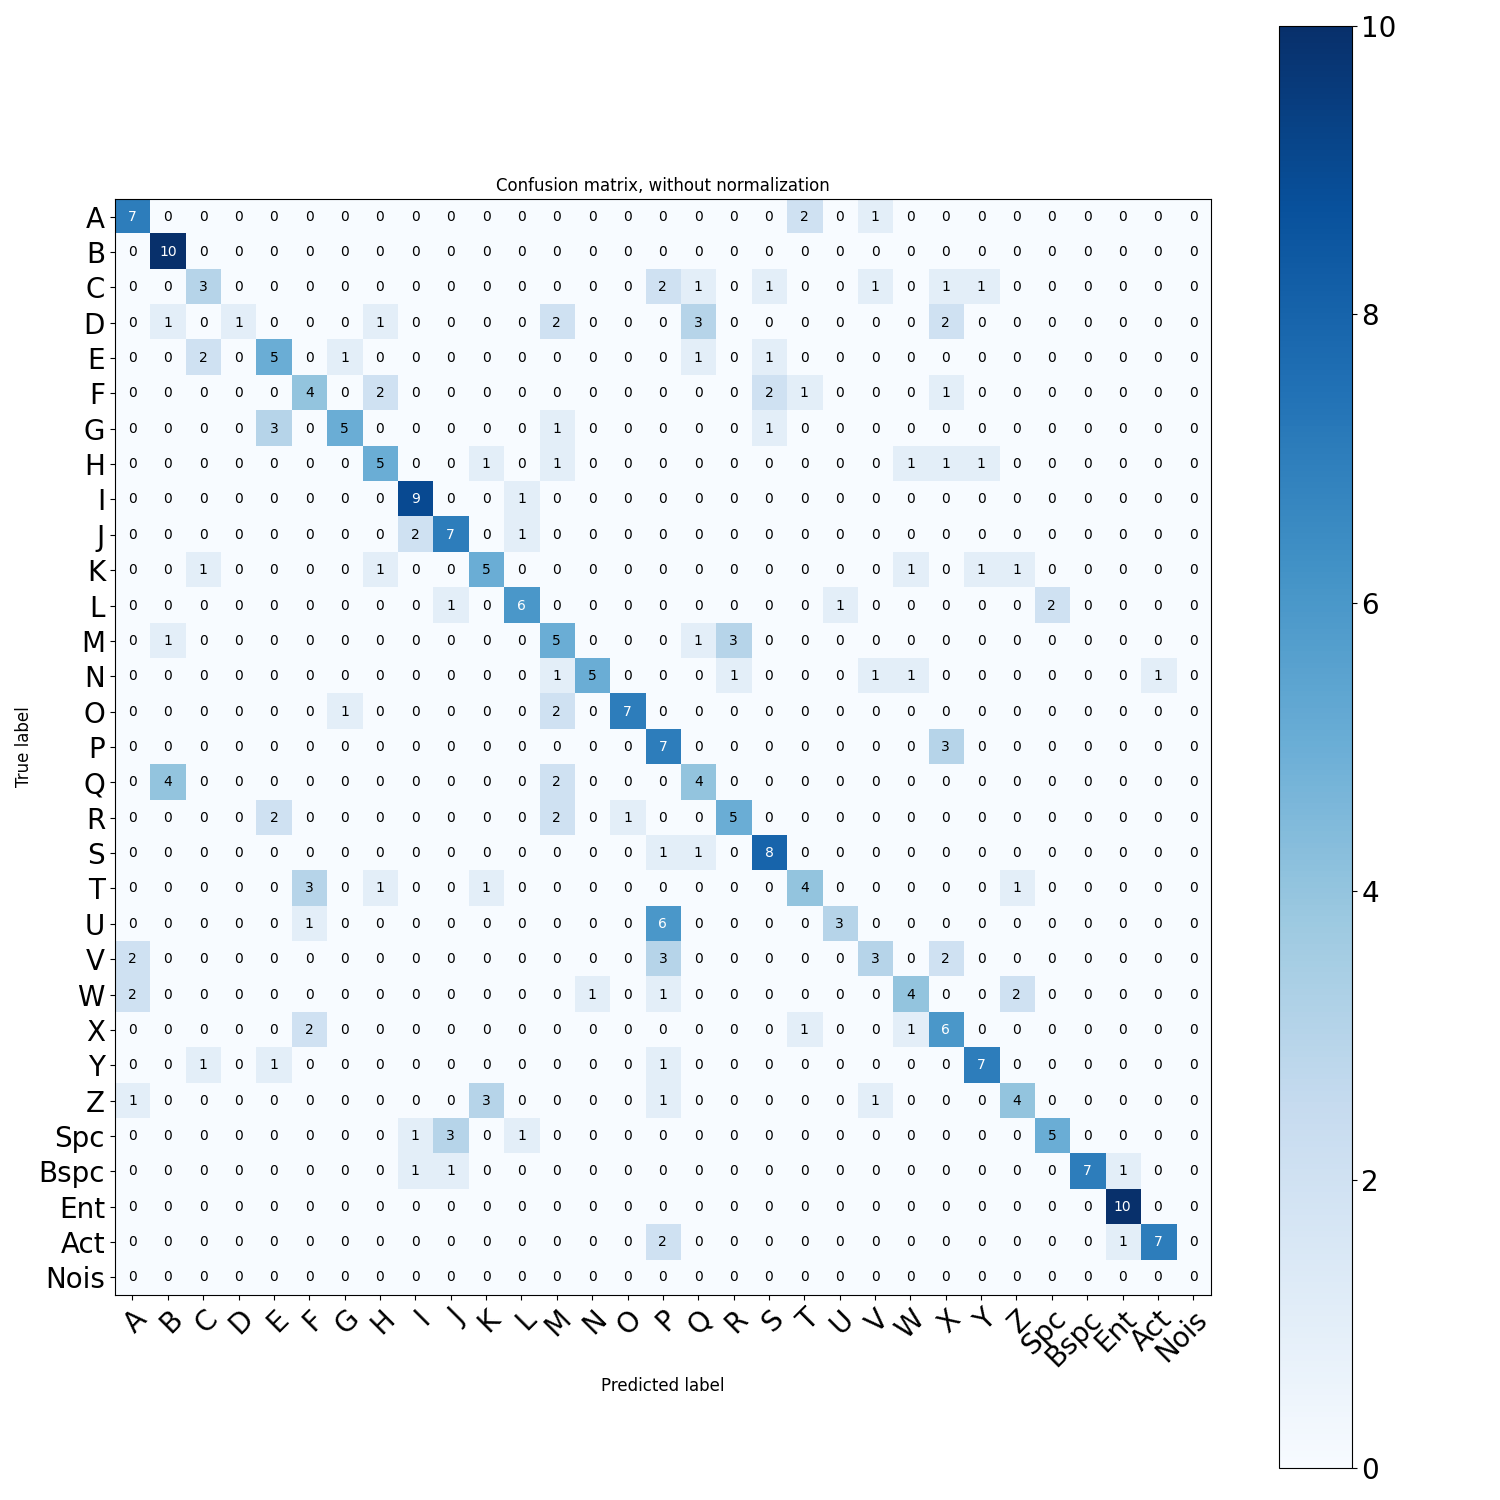 Confusion matrix, without normalization
A 7 0 0 0 0 0 0 0 0 0 0 0 0 0 0 0 0 0 0 2 0 1 0 0 0 0 0 0 0 0 0
B 0 10 0 0 0 0 0 0 0 0 0 0 0 0 0 0 0 0 0 0 0 0 0 0 0 0 0 0 0 0 0
C 0 0 3 0 0 0 0 0 0 0 0 0 0 0 0 2 1 0 1 0 0 1 0 1 1 0 0 0 0 0 0
D 0 1 0 1 0 0 0 1 0 0 0 0 2 0 0 0 3 0 0 0 0 0 0 2 0 0 0 0 0 0 0
E 0 0 2 0 5 0 1 0 0 0 0 0 0 0 0 0 1 0 1 0 0 0 0 0 0 0 0 0 0 0 0
F 0 0 0 0 0 4 0 2 0 0 0 0 0 0 0 0 0 0 2 1 0 0 0 1 0 0 0 0 0 0 0
G 0 0 0 0 3 0 5 0 0 0 0 0 1 0 0 0 0 0 1 0 0 0 0 0 0 0 0 0 0 0 0
H 0 0 0 0 0 0 0 5 0 0 1 0 1 0 0 0 0 0 0 0 0 0 1 1 1 0 0 0 0 0 0
I 0 0 0 0 0 0 0 0 9 0 0 1 0 0 0 0 0 0 0 0 0 0 0 0 0 0 0 0 0 0 0
J 0 0 0 0 0 0 0 0 2 7 0 1 0 0 0 0 0 0 0 0 0 0 0 0 0 0 0 0 0 0 0
K 0 0 1 0 0 0 0 1 0 0 5 0 0 0 0 0 0 0 0 0 0 0 1 0 1 1 0 0 0 0 0
L 0 0 0 0 0 0 0 0 0 1 0 6 0 0 0 0 0 0 0 0 1 0 0 0 0 0 2 0 0 0 0
M 0 1 0 0 0 0 0 0 0 0 0 0 5 0 0 0 1 3 0 0 0 0 0 0 0 0 0 0 0 0 0
N 0 0 0 0 0 0 0 0 0 0 0 0 1 5 0 0 0 1 0 0 0 1 1 0 0 0 0 0 0 1 0
O 0 0 0 0 0 0 1 0 0 0 0 0 2 0 7 0 0 0 0 0 0 0 0 0 0 0 0 0 0 0 0
P 0 0 0 0 0 0 0 0 0 0 0 0 0 0 0 7 0 0 0 0 0 0 0 3 0 0 0 0 0 0 0
Q 0 4 0 0 0 0 0 0 0 0 0 0 2 0 0 0 4 0 0 0 0 0 0 0 0 0 0 0 0 0 0
R 0 0 0 0 2 0 0 0 0 0 0 0 2 0 1 0 0 5 0 0 0 0 0 0 0 0 0 0 0 0 0
S 0 0 0 0 0 0 0 0 0 0 0 0 0 0 0 1 1 0 8 0 0 0 0 0 0 0 0 0 0 0 0
T 0 0 0 0 0 3 0 1 0 0 1 0 0 0 0 0 0 0 0 4 0 0 0 0 0 1 0 0 0 0 0
U 0 0 0 0 0 1 0 0 0 0 0 0 0 0 0 6 0 0 0 0 3 0 0 0 0 0 0 0 0 0 0
V 2 0 0 0 0 0 0 0 0 0 0 0 0 0 0 3 0 0 0 0 0 3 0 2 0 0 0 0 0 0 0
W 2 0 0 0 0 0 0 0 0 0 0 0 0 1 0 1 0 0 0 0 0 0 4 0 0 2 0 0 0 0 0
X 0 0 0 0 0 2 0 0 0 0 0 0 0 0 0 0 0 0 0 1 0 0 1 6 0 0 0 0 0 0 0
Y 0 0 1 0 1 0 0 0 0 0 0 0 0 0 0 1 0 0 0 0 0 0 0 0 7 0 0 0 0 0 0
Z 1 0 0 0 0 0 0 0 0 0 3 0 0 0 0 1 0 0 0 0 0 1 0 0 0 4 0 0 0 0 0
Spc 0 0 0 0 0 0 0 0 1 3 0 1 0 0 0 0 0 0 0 0 0 0 0 0 0 0 5 0 0 0 0
Bspc 0 0 0 0 0 0 0 0 1 1 0 0 0 0 0 0 0 0 0 0 0 0 0 0 0 0 0 7 1 0 0
Ent 0 0 0 0 0 0 0 0 0 0 0 0 0 0 0 0 0 0 0 0 0 0 0 0 0 0 0 0 10 0 0
Act 0 0 0 0 0 0 0 0 0 0 0 0 0 0 0 2 0 0 0 0 0 0 0 0 0 0 0 0 1 7 0
Nois 0 0 0 0 0 0 0 0 0 0 0 0 0 0 0 0 0 0 0 0 0 0 0 0 0 0 0 0 0 0 0
A B C D E F G H I J K L M N O P Q R S T U V W X Y Z Spc Bspc Ent Act Nois
Predicted label
True label
10
8
6
4
2
0